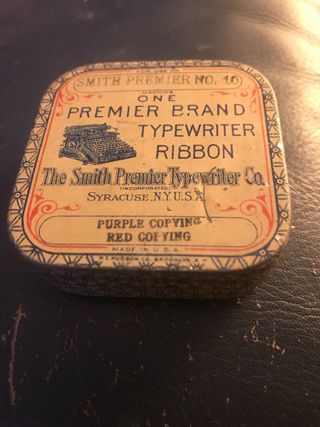 FOR USE ON
SMITH PREMIER NO. 10
MACHINE
ONE
PREMIER BRAND
TYPEWRITER
RIBBON
The Smith Premier Typewriter Co.
(INCORPORATED)
SYRACUSE, N.Y. U.S.A.
PURPLE COPYING
RED COPYING
MADE IN U.S.A.
HUDSON CO. BROOKLYN, N.Y.